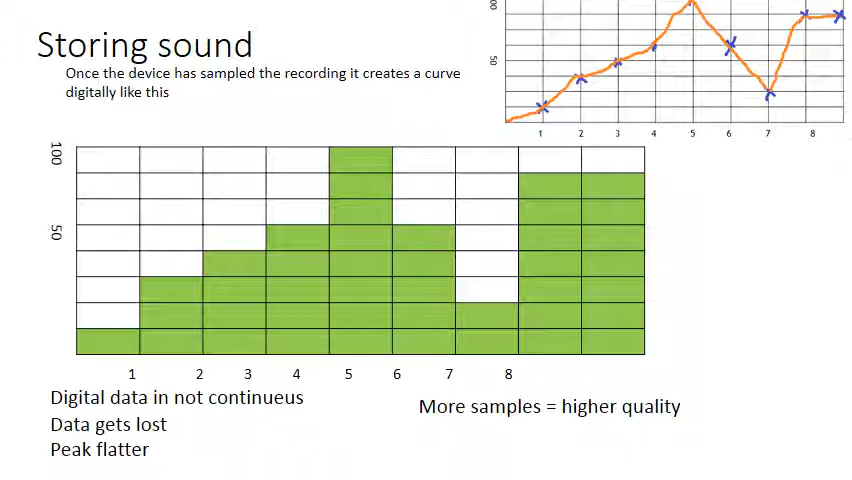 Storing sound
Once the device has sampled the recording it creates a curve
digitally like this
00
50
1 2 3 4 5 6 7 8
100
50
1 2 3 4 5 6 7 8
Digital data in not continueus
Data gets lost
Peak flatter
More samples = higher quality